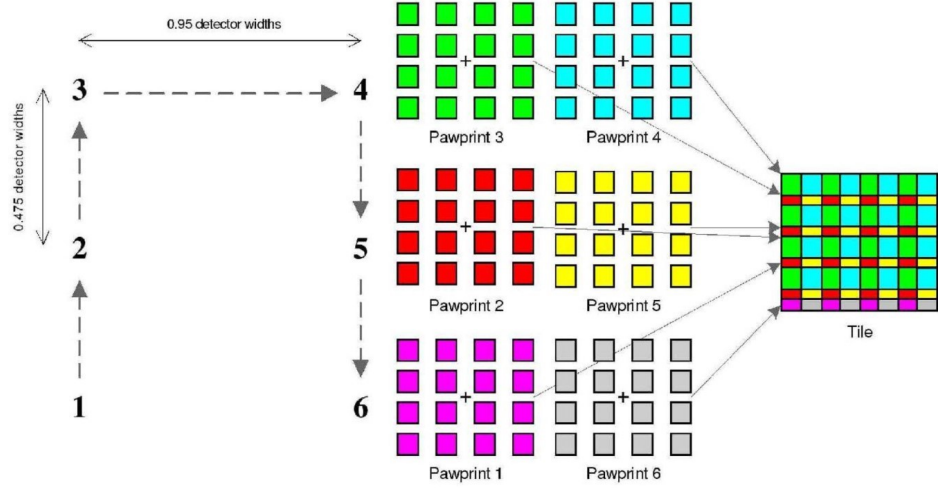 0.95 detector widths
3
4
0.475 detector widths
2
5
1
6
Pawprint 3
Pawprint 4
Pawprint 2
Pawprint 5
Pawprint 1
Pawprint 6
Tile